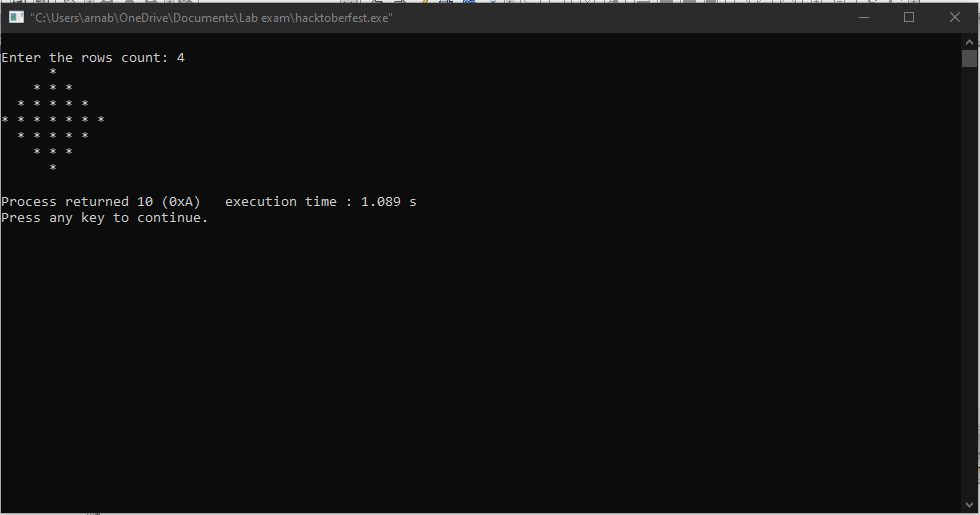 "C:\Users\arnab\OneDrive\Documents\Lab exam\hacktoberfest.exe"
Enter the rows count: 4
      *
    * * *
  * * * * *
* * * * * * *
  * * * * *
    * * *
      *
Process returned 10 (0xA)   execution time : 1.089 s
Press any key to continue.